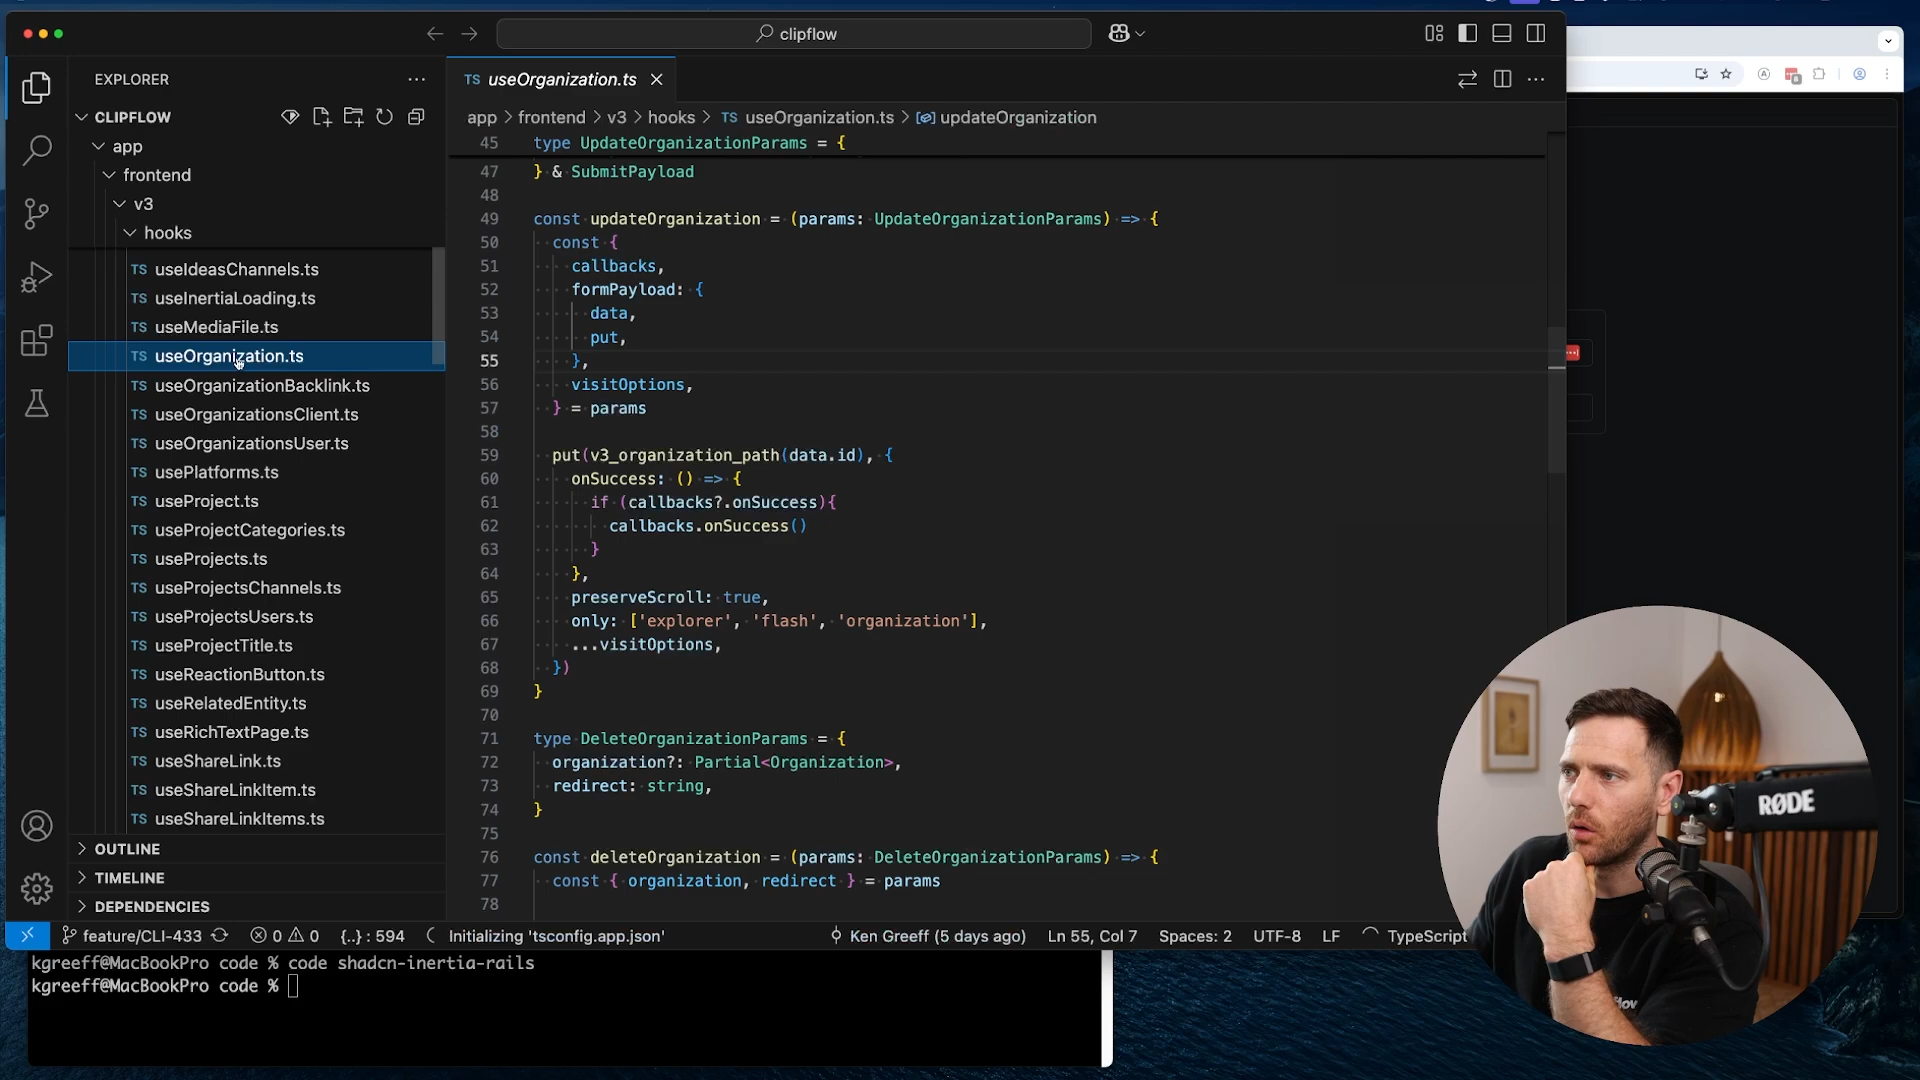 clipflow
EXPLORER
TS useOrganization.ts
CLIPFLOW
app
frontend
v3
hooks
TS useIdeasChannels.ts
TS useInertiaLoading.ts
TS useMediaFile.ts
TS useOrganization.ts
TS useOrganizationBacklink.ts
TS useOrganizationsClient.ts
TS useOrganizationsUser.ts
TS usePlatforms.ts
TS useProject.ts
TS useProjectCategories.ts
TS useProjects.ts
TS useProjectsChannels.ts
TS useProjectsUsers.ts
TS useProjectTitle.ts
TS useReactionButton.ts
TS useRelatedEntity.ts
TS useRichTextPage.ts
TS useShareLink.ts
TS useShareLinkItem.ts
TS useShareLinkItems.ts
OUTLINE
TIMELINE
DEPENDENCIES
app > frontend > v3 > hooks > TS useOrganization.ts > updateOrganization
45 type UpdateOrganizationParams = {
47 } & SubmitPayload
48
49 const updateOrganization = (params: UpdateOrganizationParams) => {
50 const {
51 callbacks,
52 formPayload: {
53 data,
54 put,
55 },
56 visitOptions,
57 } = params
58
59 put(v3_organization_path(data.id), {
60 onSuccess: () => {
61 if (callbacks?.onSuccess){
62 callbacks.onSuccess()
63 }
64 },
65 preserveScroll: true,
66 only: ['explorer', 'flash', 'organization'],
67 ...visitOptions,
68 })
69 }
70
71 type DeleteOrganizationParams = {
72 organization?: Partial<Organization>,
73 redirect: string,
74 }
75
76 const deleteOrganization = (params: DeleteOrganizationParams) => {
77 const { organization, redirect } = params
78
feature/CLI-433 0 0 {..} : 594 Initializing 'tsconfig.app.json' Ken Greeff (5 days ago) Ln 55, Col 7 Spaces: 2 UTF-8 LF TypeScript
kgreeff@MacBookPro code % code shadcn-inertia-rails
kgreeff@MacBookPro code %
RØDE